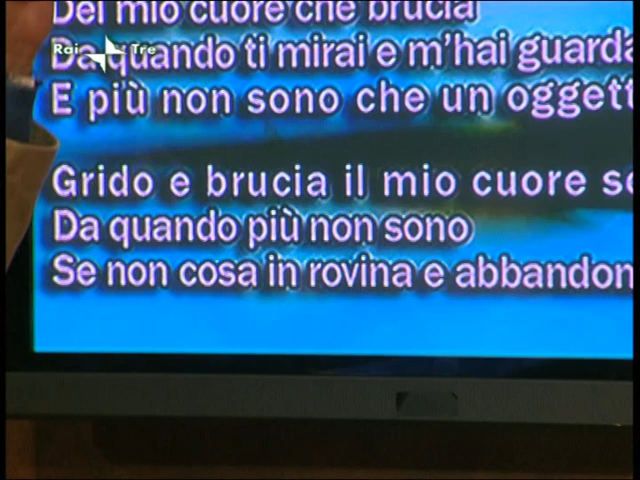 Del mio cuore che brucia
Rai Tre
Da quando ti mirai e m'hai guarda
E più non sono che un oggett
Grido e brucia il mio cuore se
Da quando più non sono
Se non cosa in rovina e abbandon